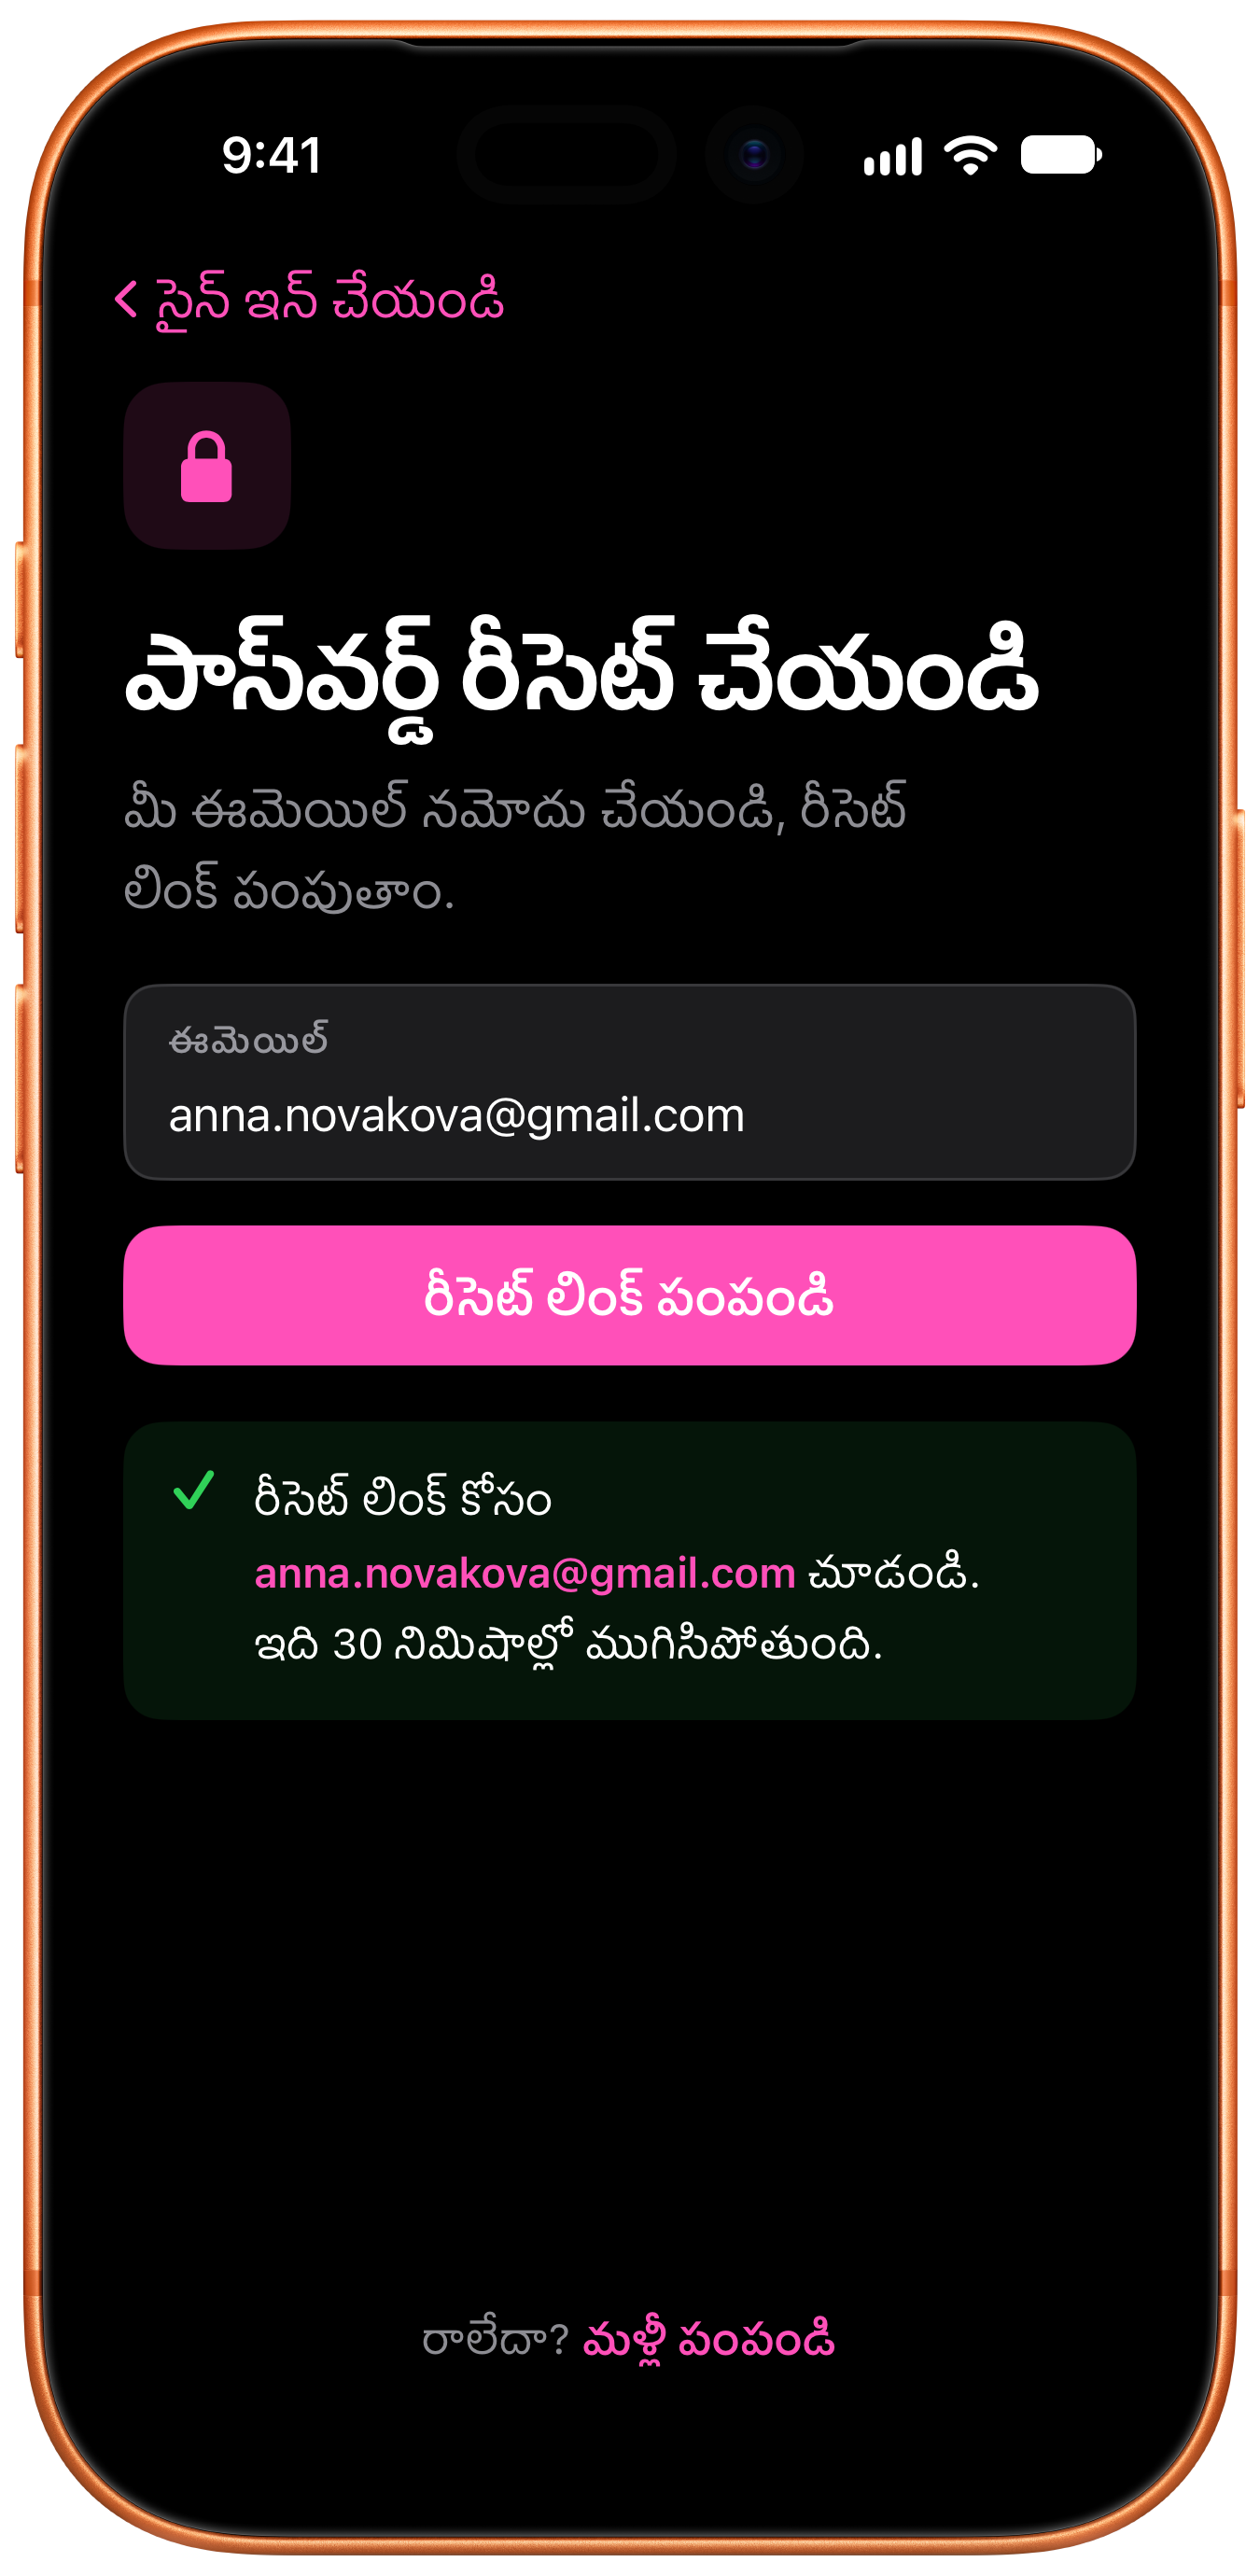 9:41
సైన్ ఇన్ చేయండి
పాస్‌వర్డ్ రీసెట్ చేయండి
మీ ఈమెయిల్ నమోదు చేయండి, రీసెట్
లింక్ పంపుతాం.
ఈమెయిల్
anna.novakova@gmail.com
రీసెట్ లింక్ పంపండి
రీసెట్ లింక్ కోసం
anna.novakova@gmail.com చూడండి.
ఇది 30 నిమిషాల్లో ముగిసిపోతుంది.
రాలేదా? మళ్లీ పంపండి